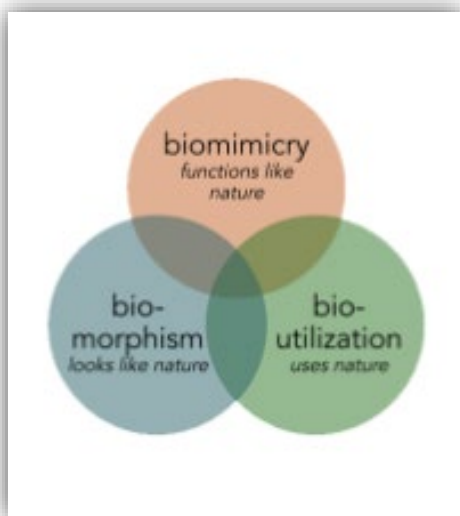 biomimicry
functions like
nature
bio-
morphism
looks like nature
bio-
utilization
uses nature